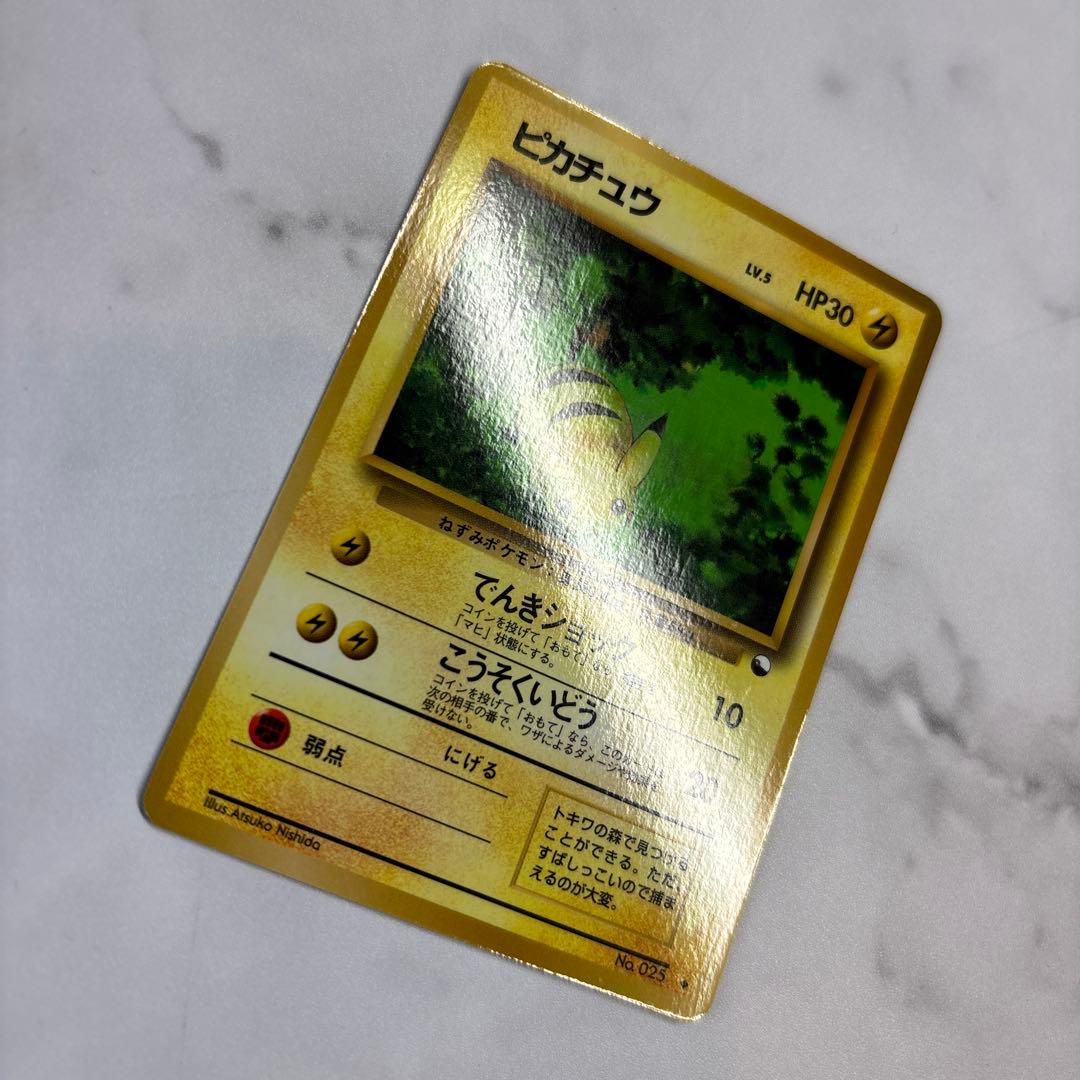 ピカチュウ
LV.5 HP30
ねずみポケモン
でんきショック 10
コインを投げて「おもて」なら
「マヒ」状態にする。
こうそくいどう 20
コインを投げて「おもて」なら、この
次の相手の番で、ワザによるダメージや
受けない。
弱点 にげる
トキワの森で見つける
ことができる。ただ、
すばしっこいので捕ま
えるのが大変。
Illus. Atsuko Nishida
No. 025